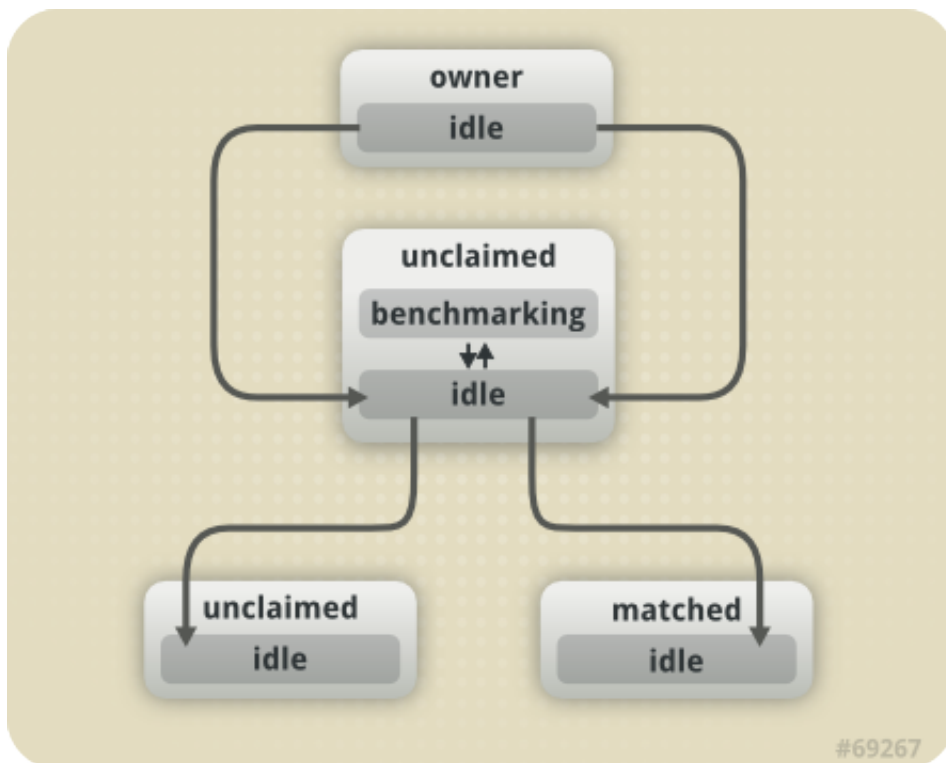 owner
idle
unclaimed
benchmarking
idle
unclaimed
idle
matched
idle
#69267